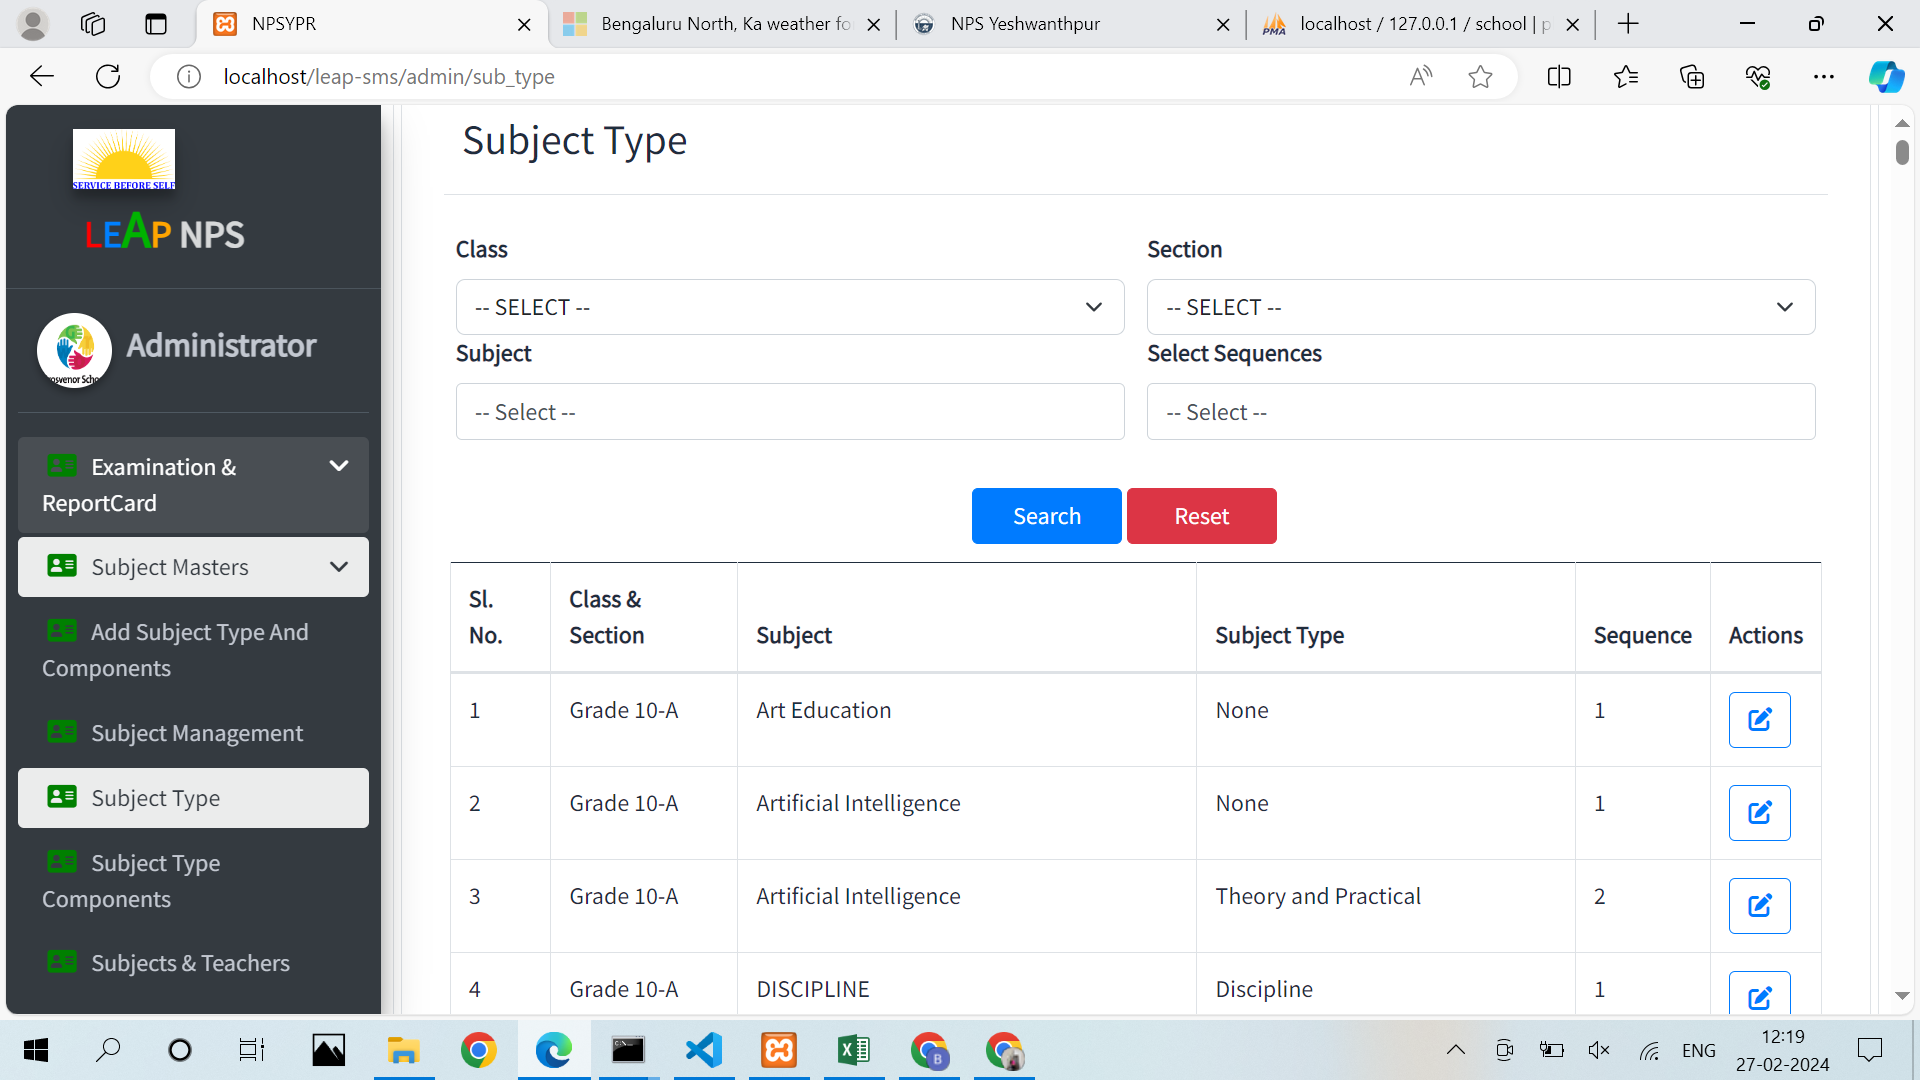 NPSYPR
Bengaluru North, Ka weather fo
NPS Yeshwanthpur
localhost / 127.0.0.1 / school | p
localhost/leap-sms/admin/sub_type
SERVICE BEFORE SELF
LEAP NPS
Administrator
Examination &
ReportCard
Subject Masters
Add Subject Type And
Components
Subject Management
Subject Type
Subject Type
Components
Subjects & Teachers
Subject Type
Class
Section
-- SELECT --
-- SELECT --
Subject
Select Sequences
-- Select --
-- Select --
Search
Reset
Sl. No.
Class & Section
Subject
Subject Type
Sequence
Actions
1 Grade 10-A Art Education None 1
2 Grade 10-A Artificial Intelligence None 1
3 Grade 10-A Artificial Intelligence Theory and Practical 2
4 Grade 10-A DISCIPLINE Discipline 1
ENG
12:19
27-02-2024